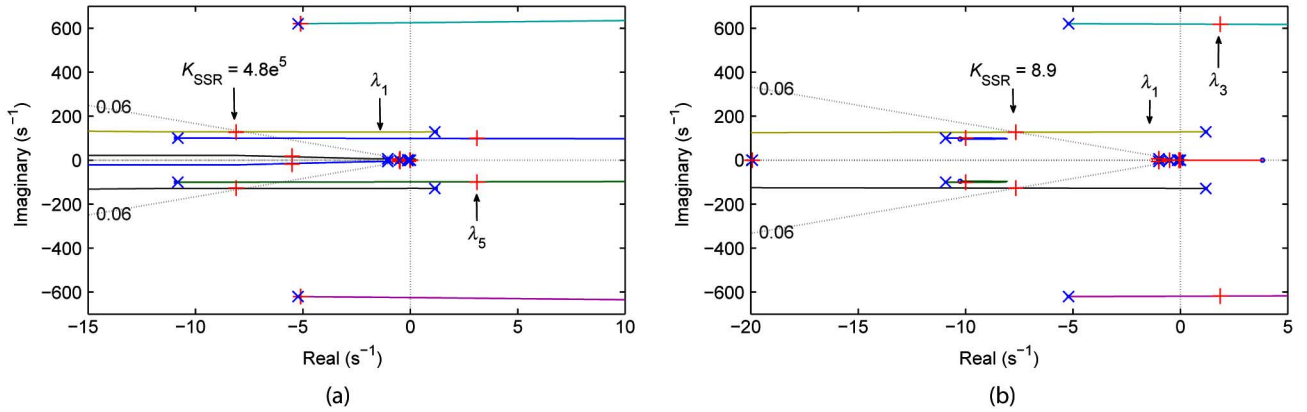 600
400
200
0
−200
−400
−600
Imaginary (s⁻¹)
0.06
0.06
K_SSR = 4.8e⁵
λ₁
λ₅
−15
−10
−5
0
5
10
Real (s⁻¹)
(a)
600
400
200
0
−200
−400
−600
Imaginary (s⁻¹)
0.06
0.06
K_SSR = 8.9
λ₁
λ₃
−20
−15
−10
−5
0
5
Real (s⁻¹)
(b)